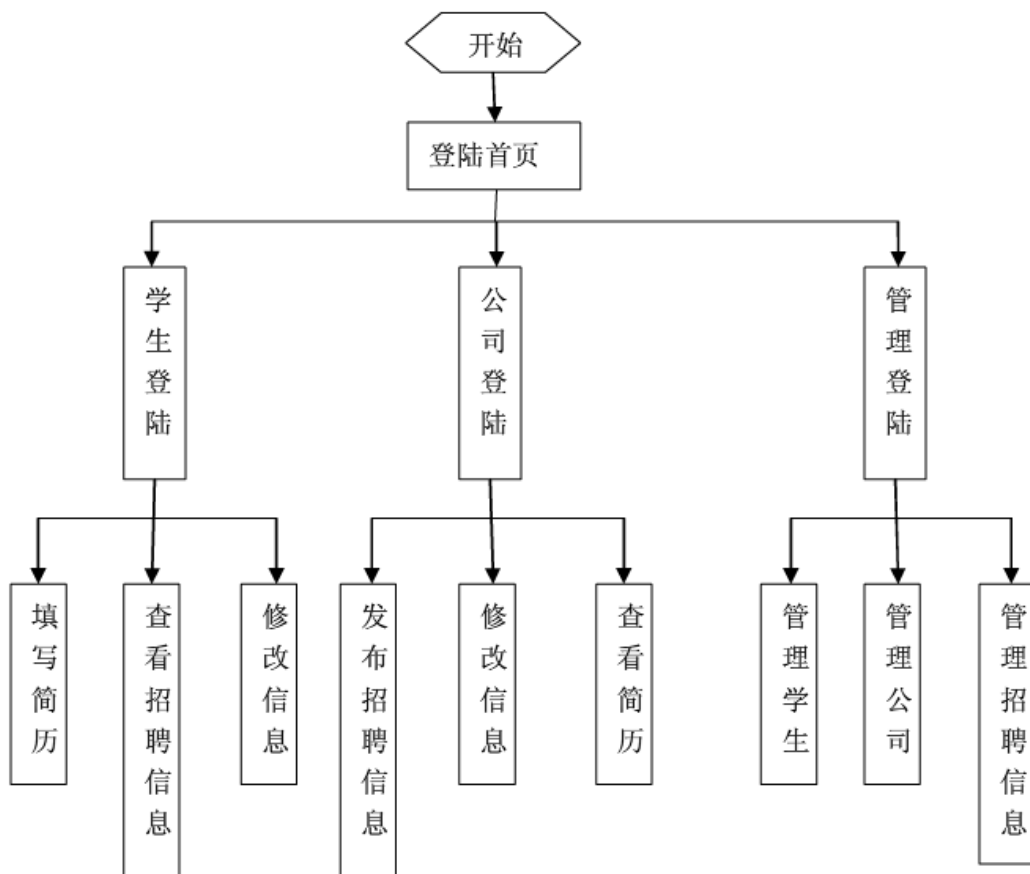 开始
登陆首页
学生登陆
公司登陆
管理登陆
填写简历
查看招聘信息
修改信息
发布招聘信息
修改信息
查看简历
管理学生
管理公司
管理招聘信息